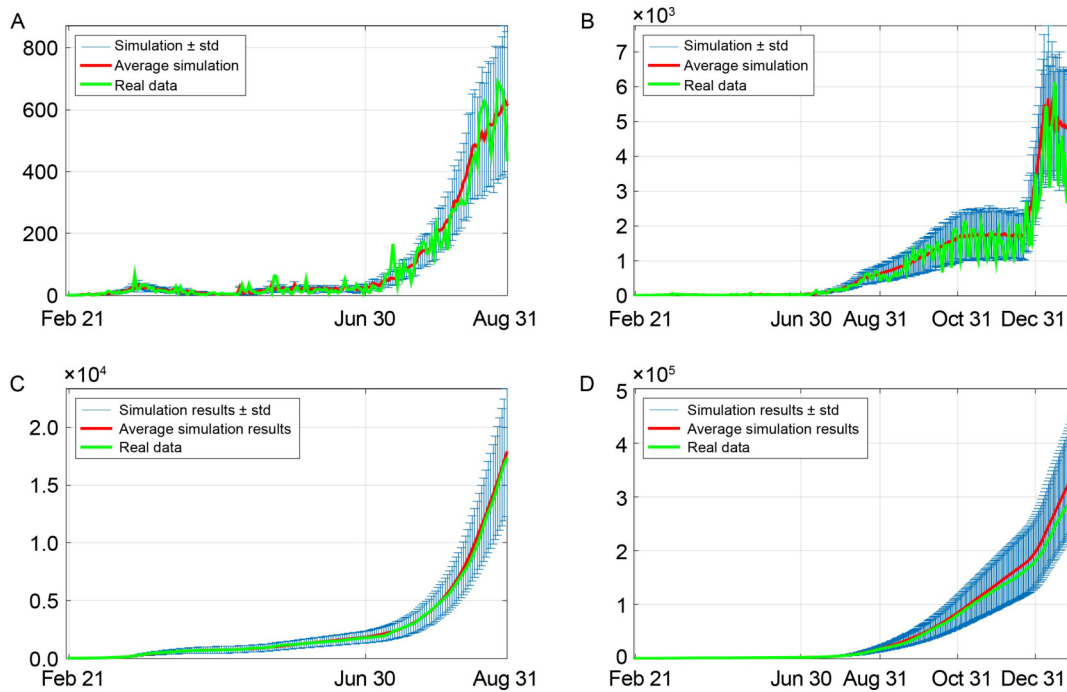 A
800
600
400
200
0
Simulation ± std
Average simulation
Real data
Feb 21
Jun 30
Aug 31
B
×10³
7
6
5
4
3
2
1
0
Simulation ± std
Average simulation
Real data
Feb 21
Jun 30
Aug 31
Oct 31
Dec 31
C
×10⁴
2.0
1.5
1.0
0.5
0.0
Simulation results ± std
Average simulation results
Real data
Feb 21
Jun 30
Aug 31
D
×10⁵
5
4
3
2
1
0
Simulation results ± std
Average simulation results
Real data
Feb 21
Jun 30
Aug 31
Oct 31
Dec 31